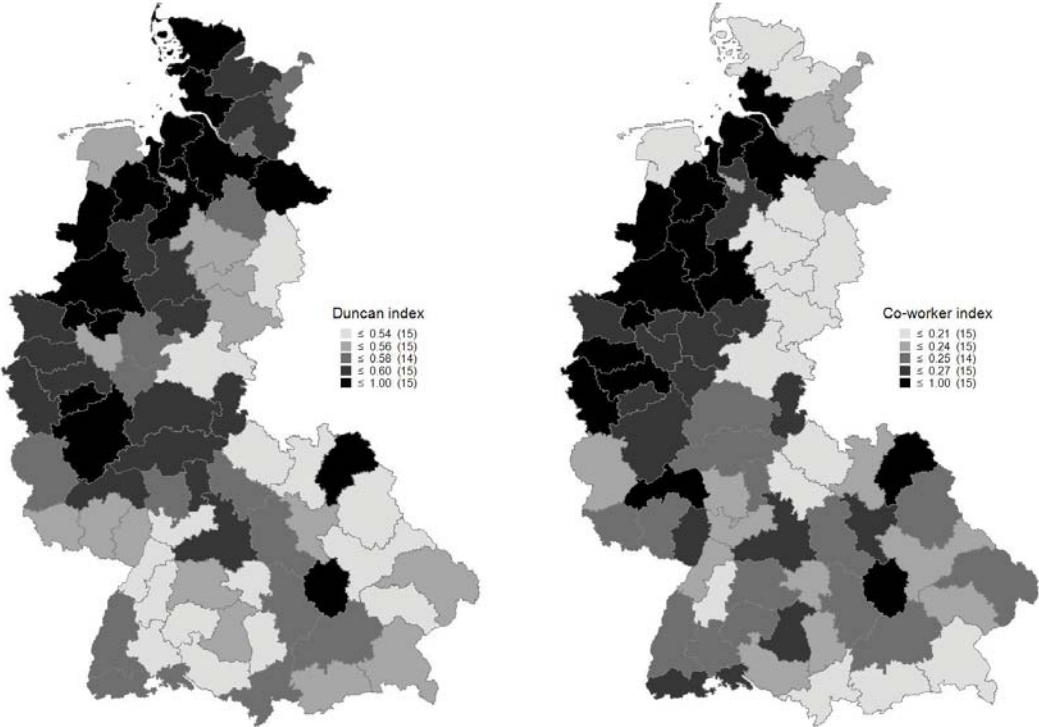 Duncan index
≤ 0.54 (15)
≤ 0.56 (15)
≤ 0.58 (14)
≤ 0.60 (15)
≤ 1.00 (15)
Co-worker index
≤ 0.21 (15)
≤ 0.24 (15)
≤ 0.25 (14)
≤ 0.27 (15)
≤ 1.00 (15)